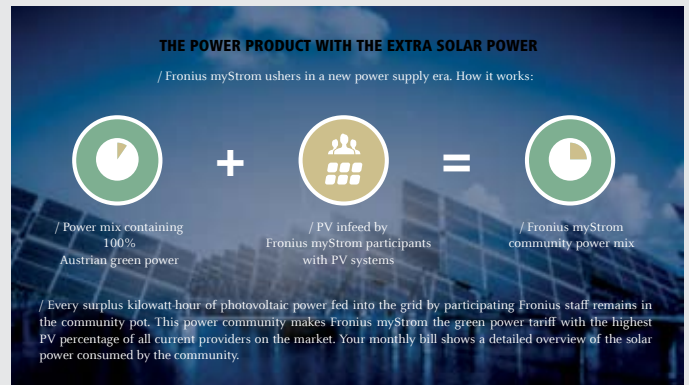 THE POWER PRODUCT WITH THE EXTRA SOLAR POWER
/ Fronius myStrom ushers in a new power supply era. How it works:
+
=
/ Power mix containing
100%
Austrian green power
/ PV infeed by
Fronius myStrom participants
with PV systems
/ Fronius myStrom
community power mix
/ Every surplus kilowatt-hour of photovoltaic power fed into the grid by participating Fronius staff remains in
the community pot. This power community makes Fronius myStrom the green power tariff with the highest
PV percentage of all current providers on the market. Your monthly bill shows a detailed overview of the solar
power consumed by the community.